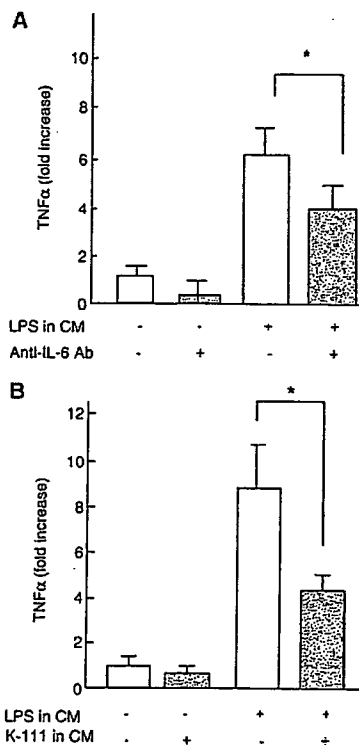 A
10
8
6
4
2
0
TNFα (fold increase)
*
LPS in CM - - + +
Anti-IL-6 Ab - + - +
B
12
10
8
6
4
2
0
TNFα (fold increase)
*
LPS in CM - - + +
K-111 in CM - + - +